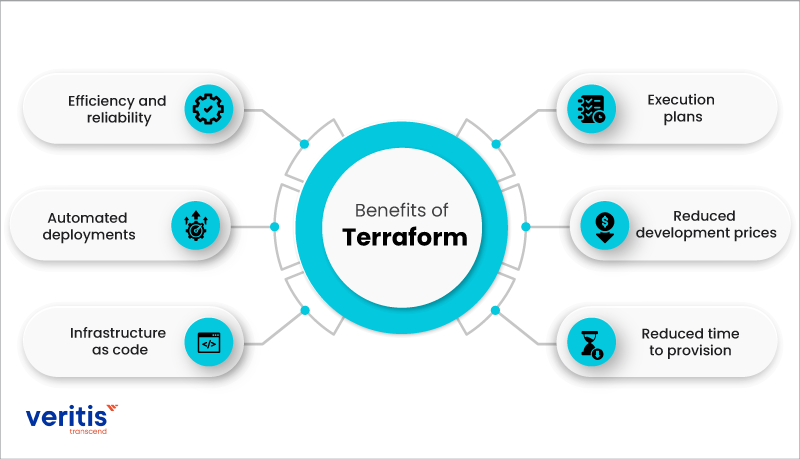 Efficiency and
reliability
Automated
deployments
Infrastructure
as code
Benefits of
Terraform
Execution
plans
$
Reduced
development prices
Reduced time
to provision
</>
veritis
transcend